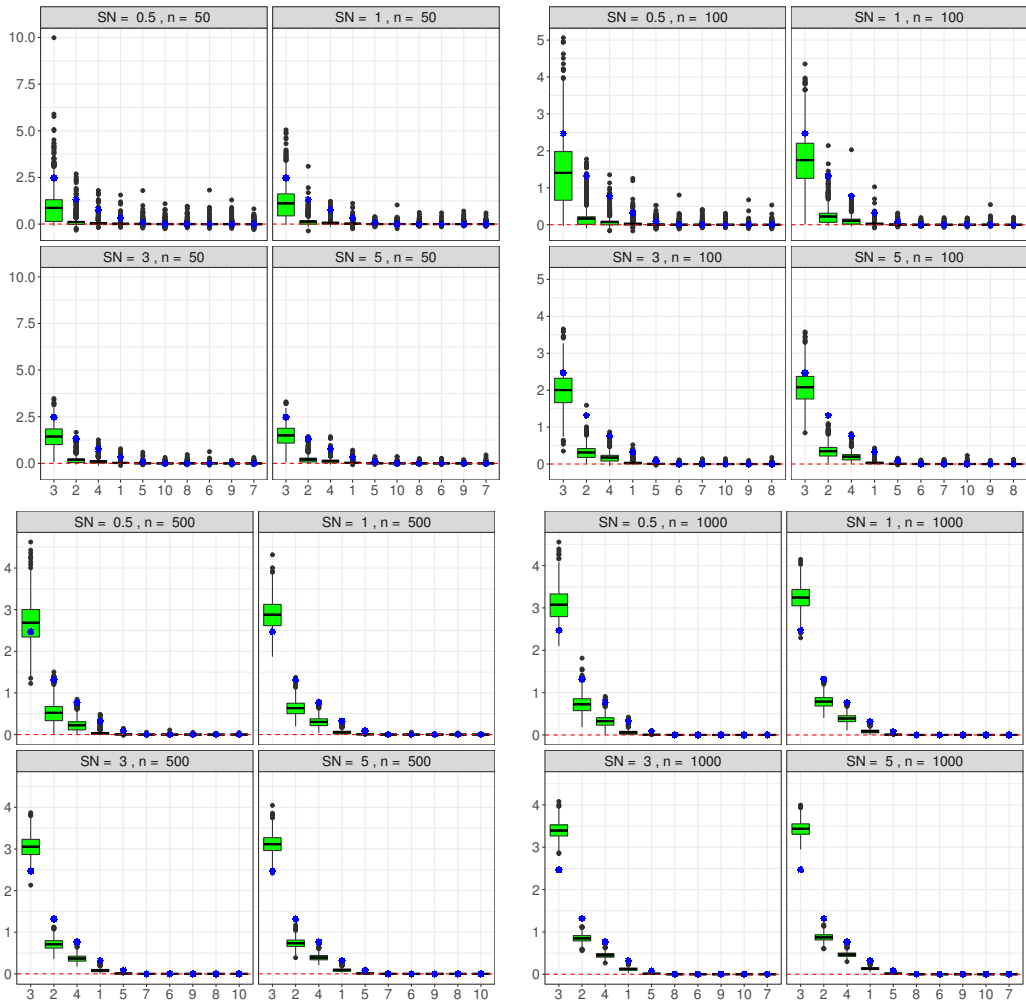 SN = 0.5 , n = 50
SN = 1 , n = 50
10.0
7.5
5.0
2.5
0.0
SN = 3 , n = 50
SN = 5 , n = 50
10.0
7.5
5.0
2.5
0.0
3 2 4 1 5 10 8 6 9 7
3 2 4 1 5 10 8 6 9 7
SN = 0.5 , n = 100
SN = 1 , n = 100
5
4
3
2
1
0
SN = 3 , n = 100
SN = 5 , n = 100
5
4
3
2
1
0
3 2 4 1 5 6 7 10 9 8
3 2 4 1 5 6 7 10 9 8
SN = 0.5 , n = 500
SN = 1 , n = 500
4
3
2
1
0
SN = 3 , n = 500
SN = 5 , n = 500
4
3
2
1
0
3 2 4 1 5 7 6 9 8 10
3 2 4 1 5 7 6 9 8 10
SN = 0.5 , n = 1000
SN = 1 , n = 1000
4
3
2
1
0
SN = 3 , n = 1000
SN = 5 , n = 1000
4
3
2
1
0
3 2 4 1 5 8 6 9 10 7
3 2 4 1 5 8 6 9 10 7